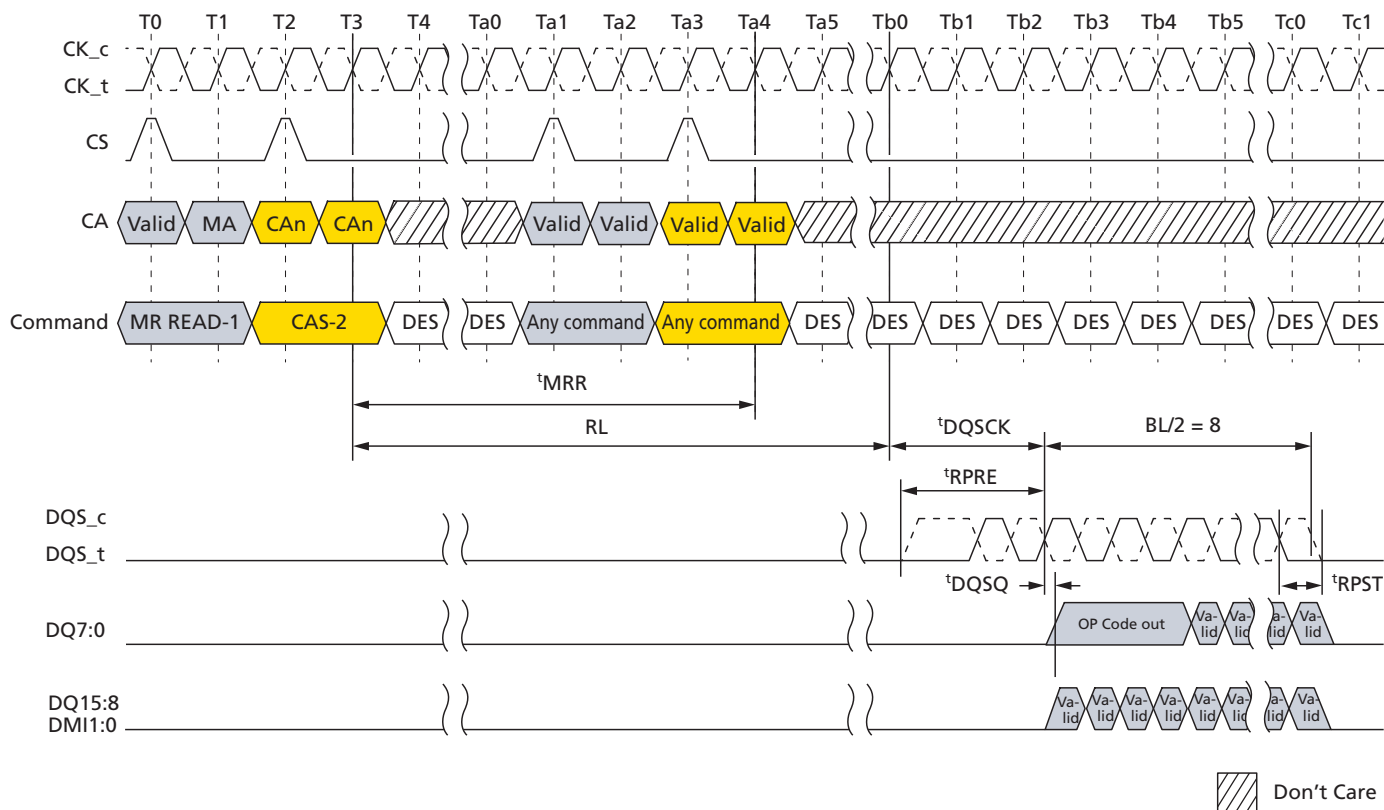 T0 T1 T2 T3 T4 Ta0 Ta1 Ta2 Ta3 Ta4 Ta5 Tb0 Tb1 Tb2 Tb3 Tb4 Tb5 Tc0 Tc1
CK_c
CK_t
CS
CA Valid MA CAn CAn Valid Valid Valid Valid
Command MR READ-1 CAS-2 DES DES Any command Any command DES DES DES DES DES DES DES DES DES
tMRR
RL tDQSCK BL/2 = 8
tRPRE
DQS_c
DQS_t
tDQSQ tRPST
DQ7:0 OP Code out Va-lid Va-lid a-lid Va-lid
DQ15:8
DMI1:0
Va-lid Va-lid Va-lid Va-lid Va-lid Va-lid a-lid Va-lid
Don't Care